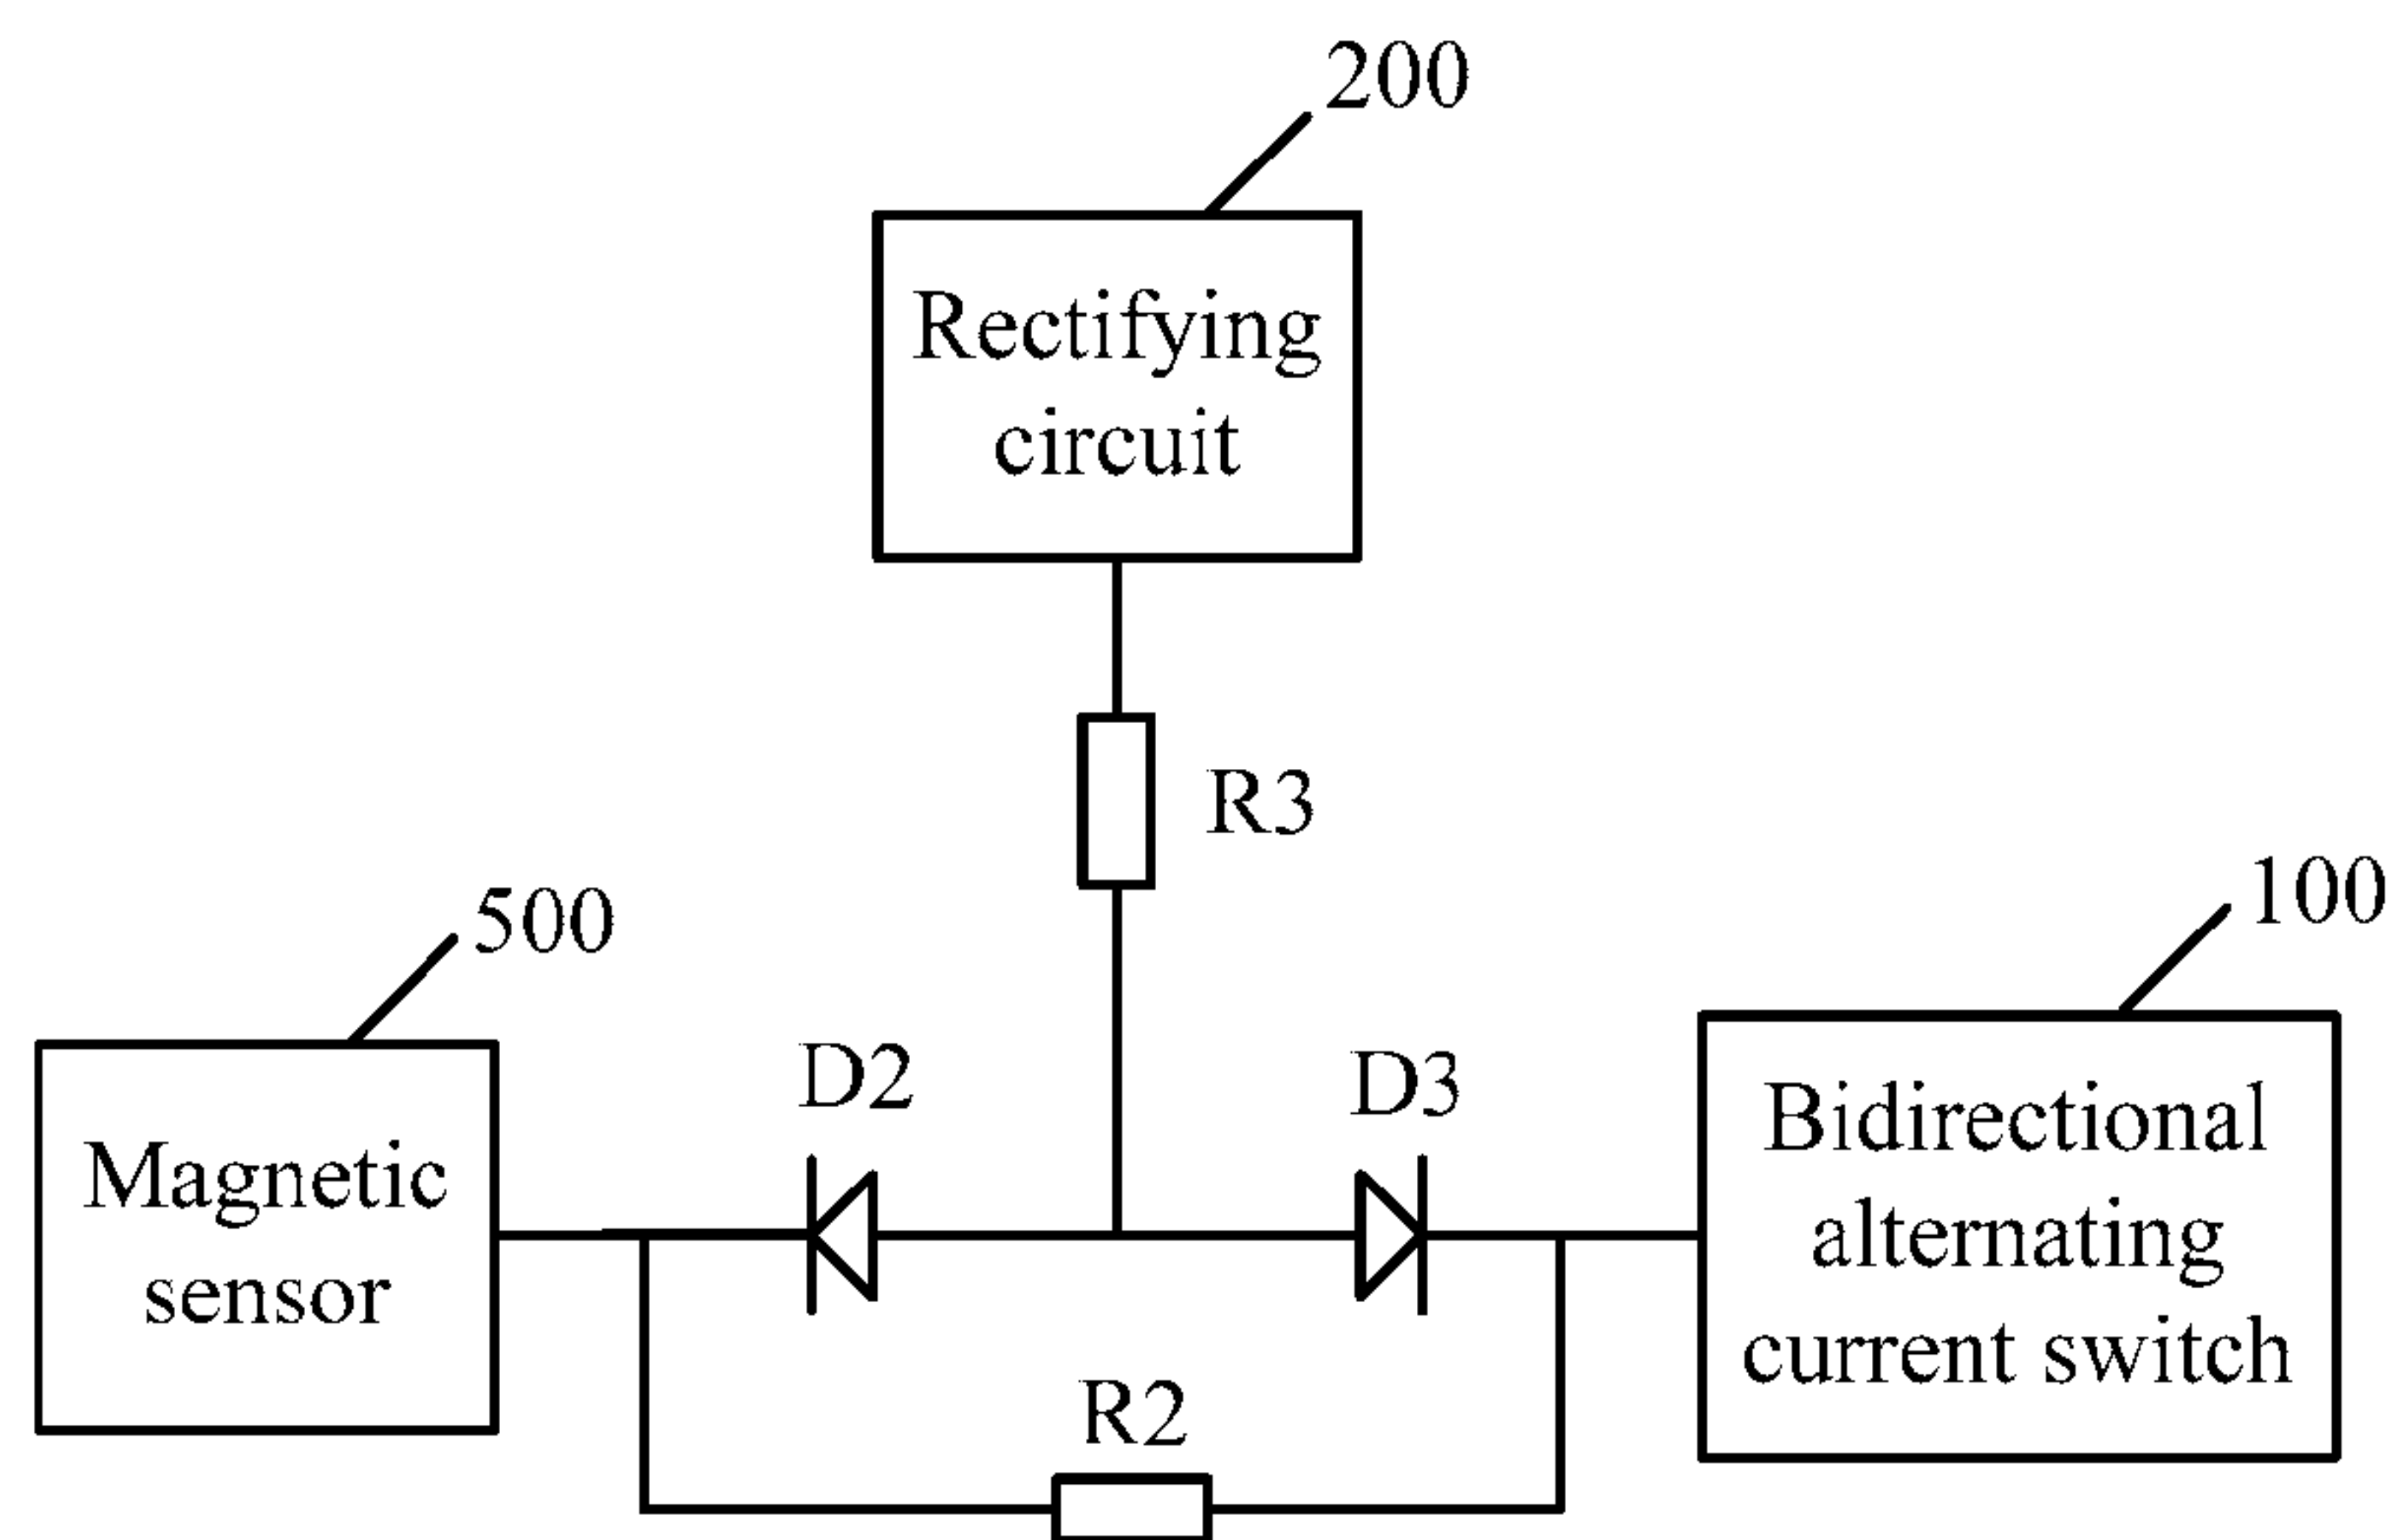 200
Rectifying
circuit
R3
500
100
Magnetic
sensor
D2
D3
Bidirectional
alternating
current switch
R2